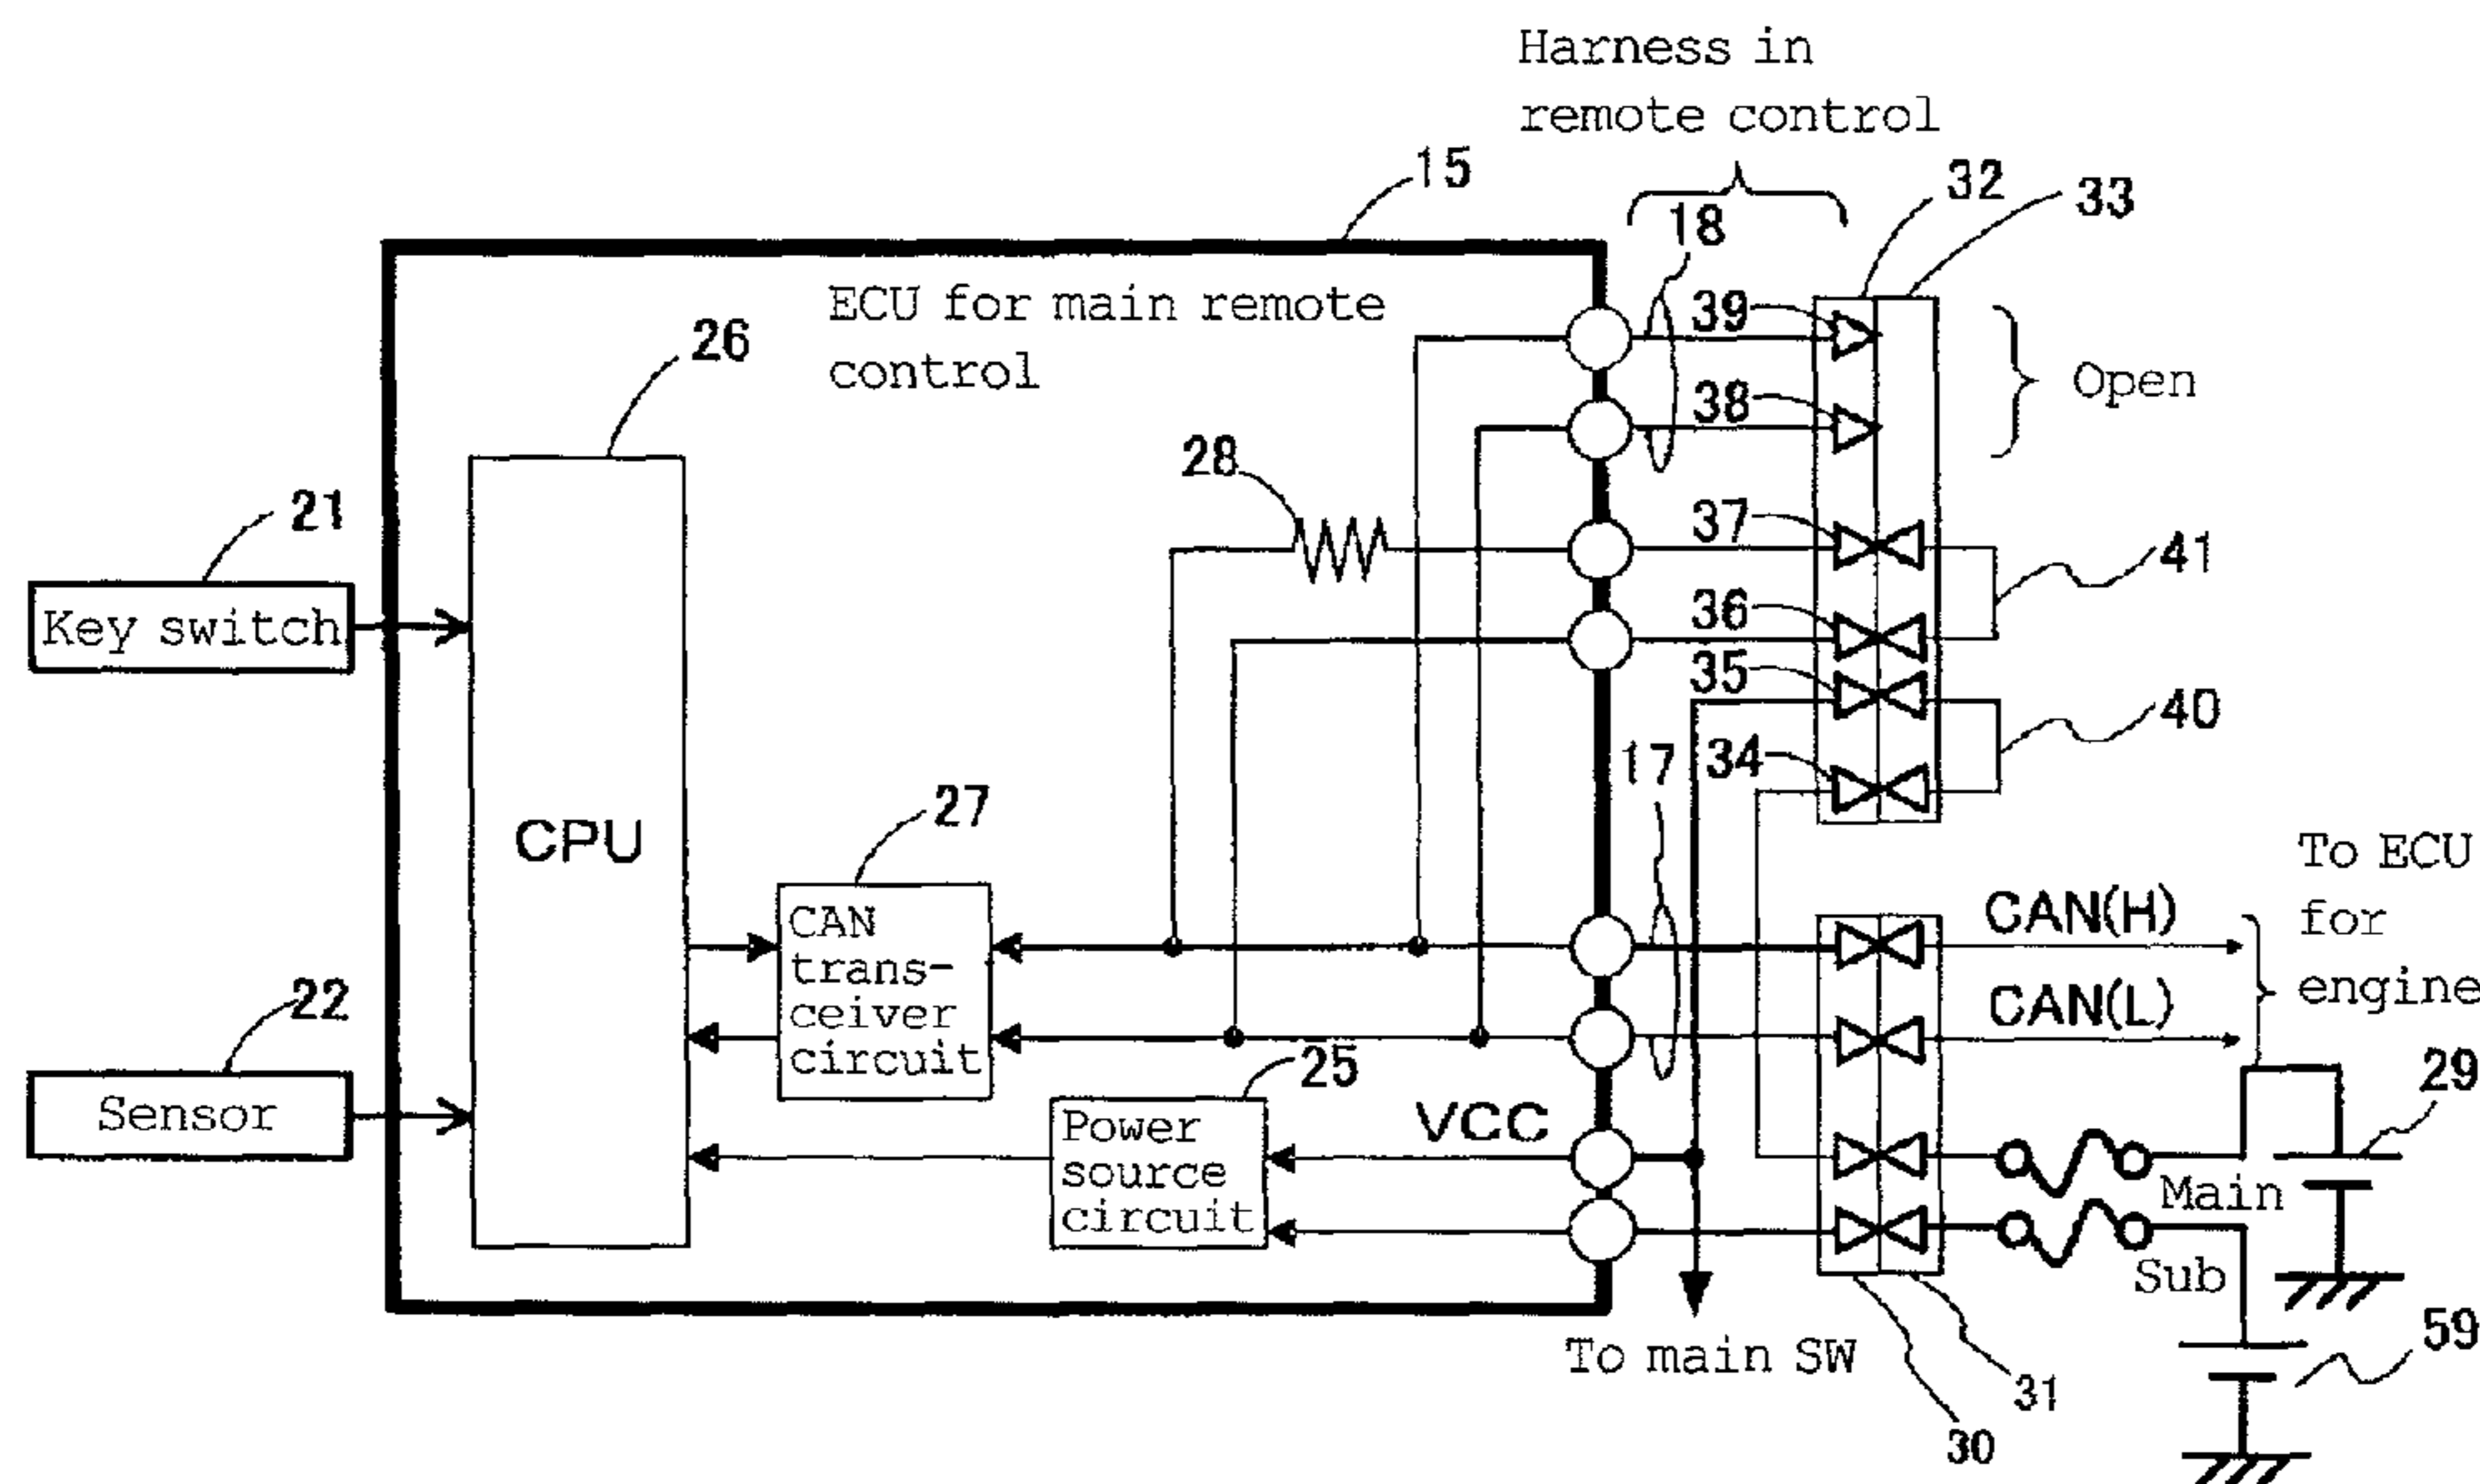 Harness in
remote control
15
32
33
18
ECU for main remote
control
39
26
38
Open
28
21
37
41
Key switch
36
35
40
17
34
27
CPU
To ECU
for
engine
CAN
trans-
ceiver
circuit
CAN(H)
22
CAN(L)
Sensor
25
29
VCC
Power
source
circuit
Main
Sub
59
To main SW
31
30